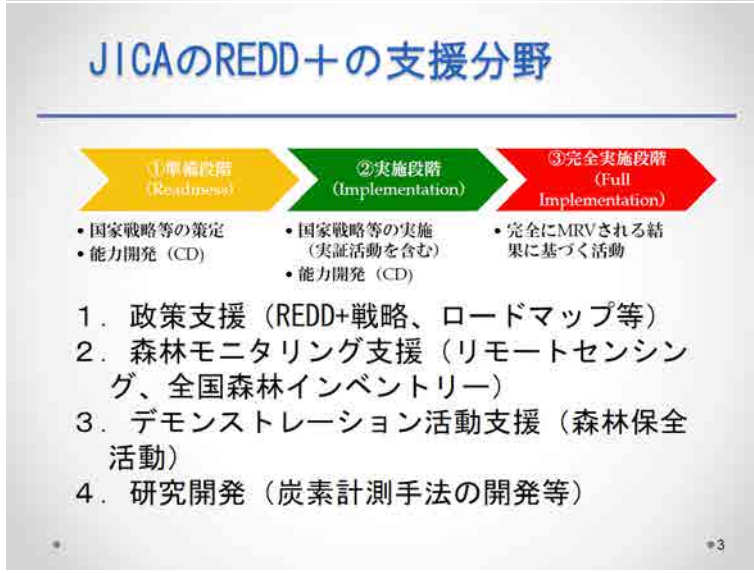 JICAのREDD＋の支援分野
①準備段階
(Readiness)
②実施段階
(Implementation)
③完全実施段階
(Full
Implementation)
• 国家戦略等の策定
• 能力開発（CD)
• 国家戦略等の実施
（実証活動を含む）
• 能力開発（CD）
• 完全にMRVされる結
果に基づく活動
１．政策支援（REDD+戦略、ロードマップ等）
２．森林モニタリング支援（リモートセンシン
グ、全国森林インベントリー）
３．デモンストレーション活動支援（森林保全
活動）
４．研究開発（炭素計測手法の開発等）
3